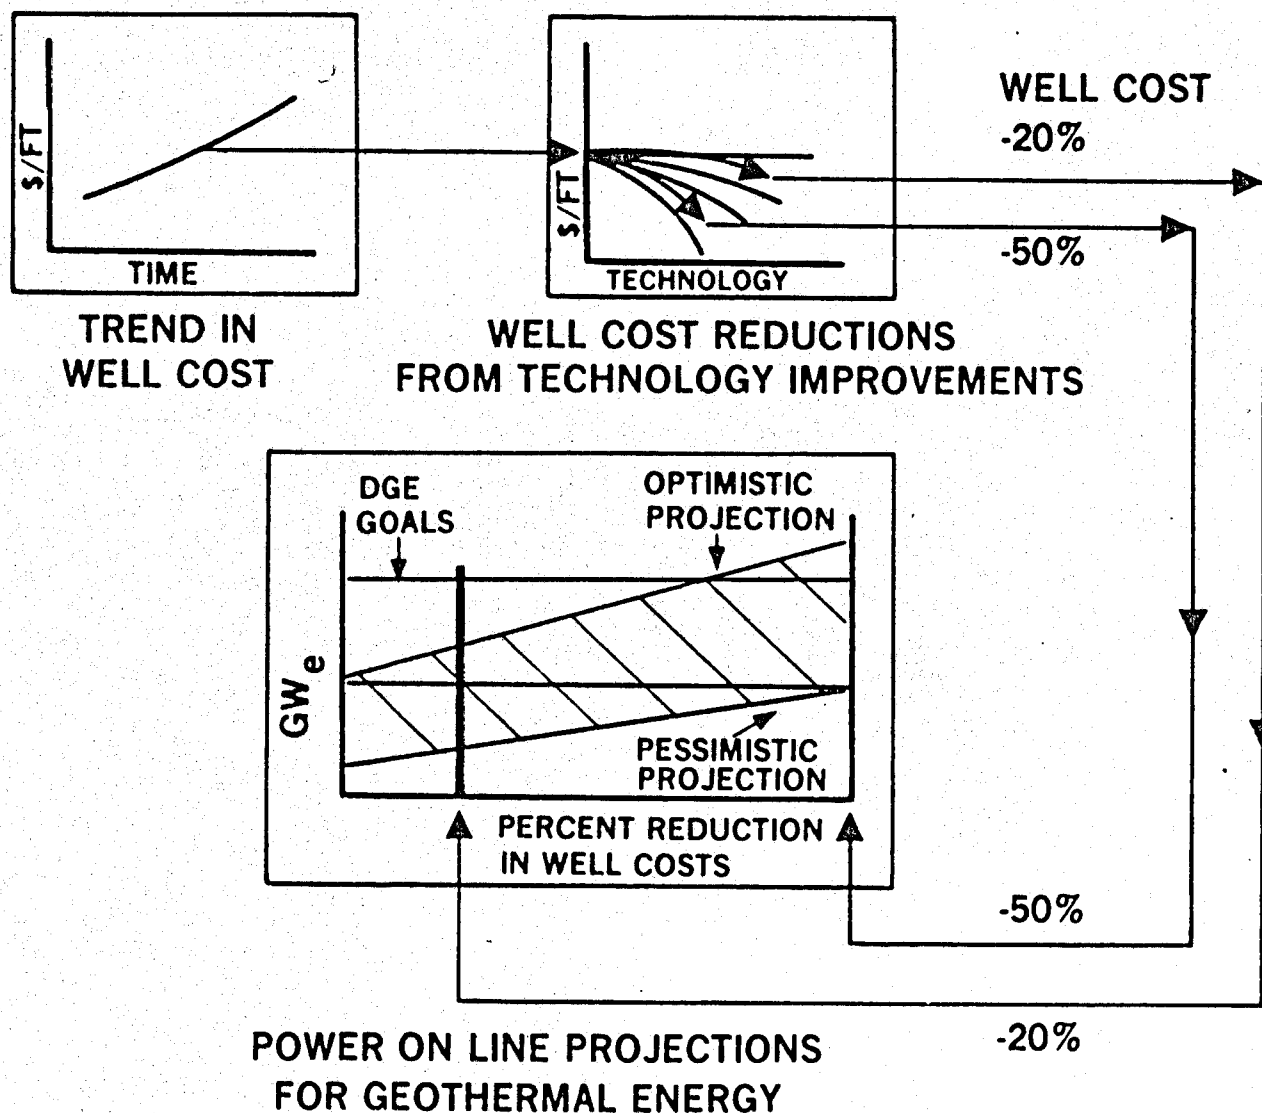 $/FT
TIME
TREND IN
WELL COST
$/FT
TECHNOLOGY
WELL COST REDUCTIONS
FROM TECHNOLOGY IMPROVEMENTS
WELL COST
-20%
-50%
DGE
GOALS
OPTIMISTIC
PROJECTION
GWe
PESSIMISTIC
PROJECTION
PERCENT REDUCTION
IN WELL COSTS
-50%
-20%
POWER ON LINE PROJECTIONS
FOR GEOTHERMAL ENERGY